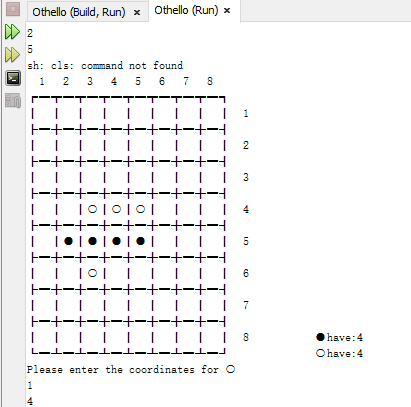 Othello (Build, Run) × Othello (Run) ×
2
5
sh: cls: command not found
1 2 3 4 5 6 7 8
1
2
3
○ ○ ○ 4
● ● ● ● 5
○ 6
7
8 ●have:4
○have:4
Please enter the coordinates for ○
1
4